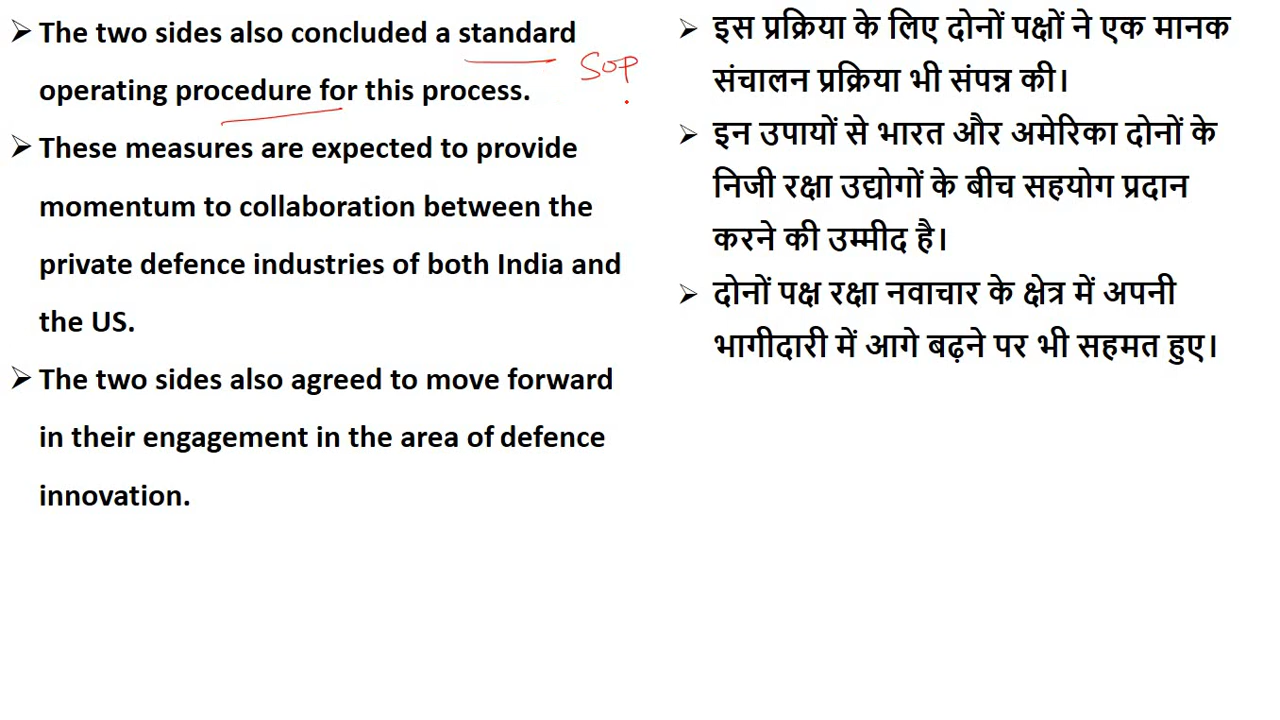 ➢ The two sides also concluded a standard
SOP
operating procedure for this process.
➢ These measures are expected to provide
momentum to collaboration between the
private defence industries of both India and
the US.
➢ The two sides also agreed to move forward
in their engagement in the area of defence
innovation.
➢ इस प्रक्रिया के लिए दोनों पक्षों ने एक मानक
संचालन प्रक्रिया भी संपन्न की।
➢ इन उपायों से भारत और अमेरिका दोनों के
निजी रक्षा उद्योगों के बीच सहयोग प्रदान
करने की उम्मीद है।
➢ दोनों पक्ष रक्षा नवाचार के क्षेत्र में अपनी
भागीदारी में आगे बढ़ने पर भी सहमत हुए।